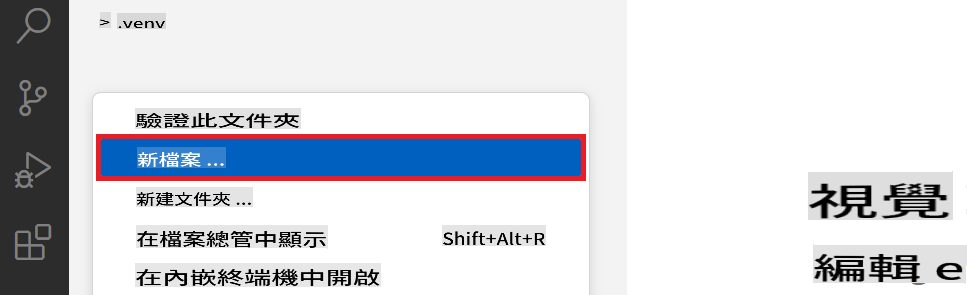 > .venv
驗證此文件夾
新檔案 ...
新建文件夾 ...
在檔案總管中顯示 Shift+Alt+R
在內嵌終端機中開啟
視覺
編輯 e